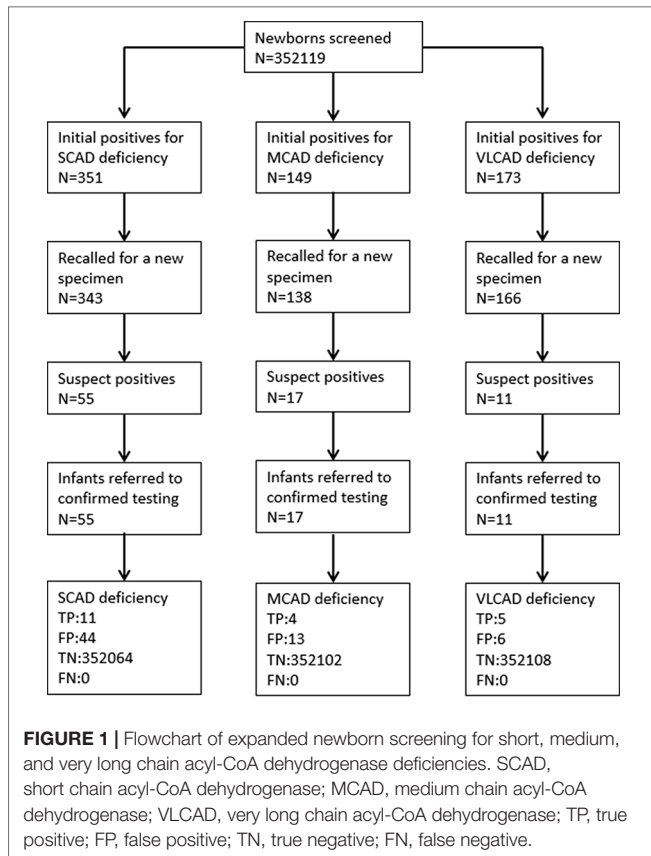 Newborns screened
N=352119
Initial positives for
SCAD deficiency
N=351
Initial positives for
MCAD deficiency
N=149
Initial positives for
VLCAD deficiency
N=173
Recalled for a new
specimen
N=343
Recalled for a new
specimen
N=138
Recalled for a new
specimen
N=166
Suspect positives
N=55
Suspect positives
N=17
Suspect positives
N=11
Infants referred to
confirmed testing
N=55
Infants referred to
confirmed testing
N=17
Infants referred to
confirmed testing
N=11
SCAD deficiency
TP:11
FP:44
TN:352064
FN:0
MCAD deficiency
TP:4
FP:13
TN:352102
FN:0
VLCAD deficiency
TP:5
FP:6
TN:352108
FN:0
FIGURE 1 | Flowchart of expanded newborn screening for short, medium,
and very long chain acyl-CoA dehydrogenase deficiencies. SCAD,
short chain acyl-CoA dehydrogenase; MCAD, medium chain acyl-CoA
dehydrogenase; VLCAD, very long chain acyl-CoA dehydrogenase; TP, true
positive; FP, false positive; TN, true negative; FN, false negative.